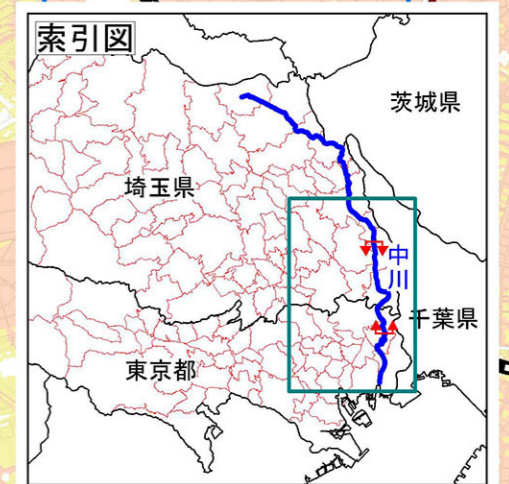 索引図
茨城県
埼玉県
中川
千葉県
東京都